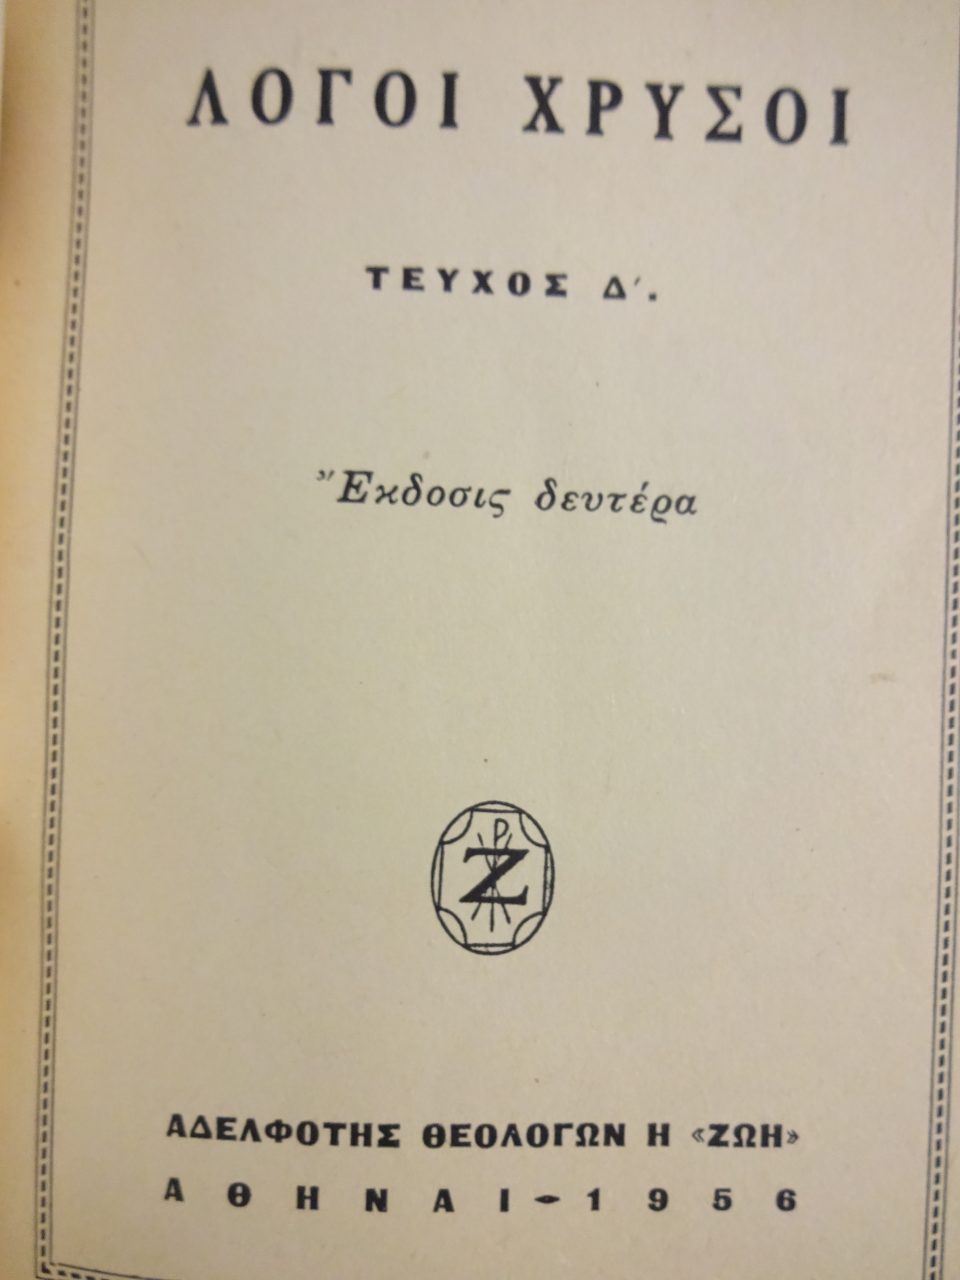 ΛΟΓΟΙ ΧΡΥΣΟΙ
ΤΕΥΧΟΣ Δ΄.
Ἔκδοσις δευτέρα
Ρ
Ζ
ΑΔΕΛΦΟΤΗΣ ΘΕΟΛΟΓΩΝ Η «ΖΩΗ»
ΑΘΗΝΑΙ - 1956